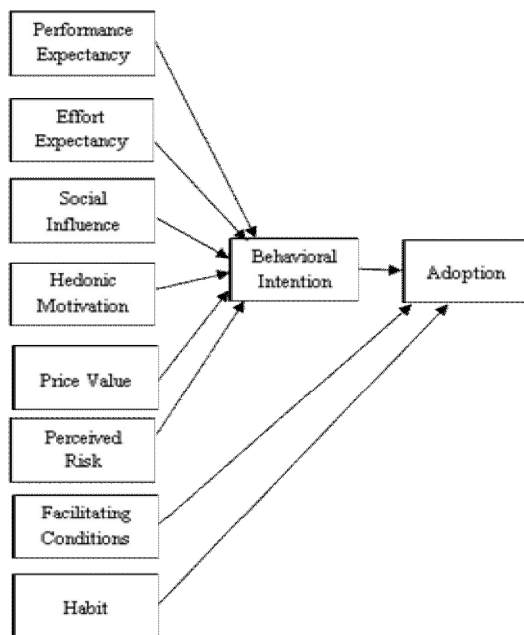 Performance
Expectancy
Effort
Expectancy
Social
Influence
Hedonic
Motivation
Price Value
Perceived
Risk
Facilitating
Conditions
Habit
Behavioral
Intention
Adoption